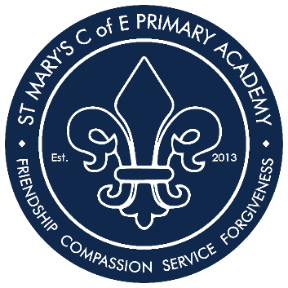 ST MARY'S C of E PRIMARY ACADEMY
Est. 2013
• FRIENDSHIP COMPASSION SERVICE FORGIVENESS •